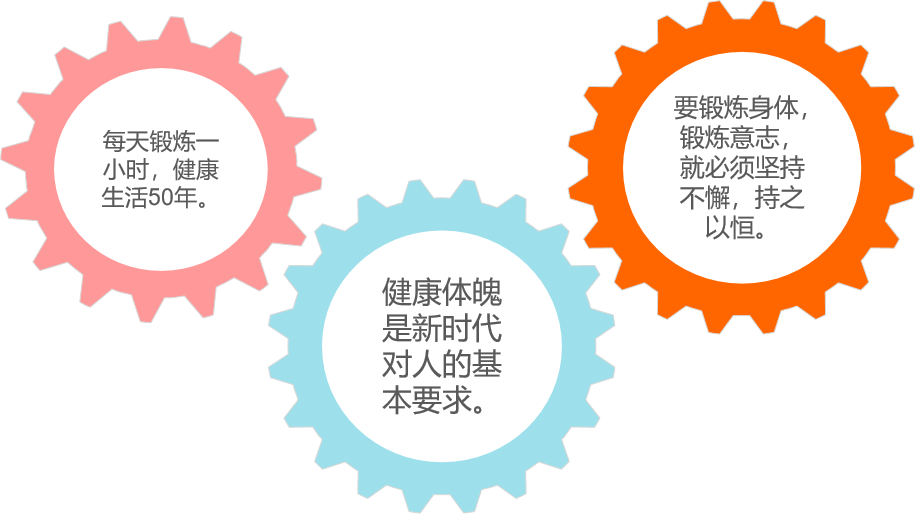 每天锻炼一
小时，健康
生活50年。
健康体魄
是新时代
对人的基
本要求。
要锻炼身体，
锻炼意志，
就必须坚持
不懈，持之
以恒。